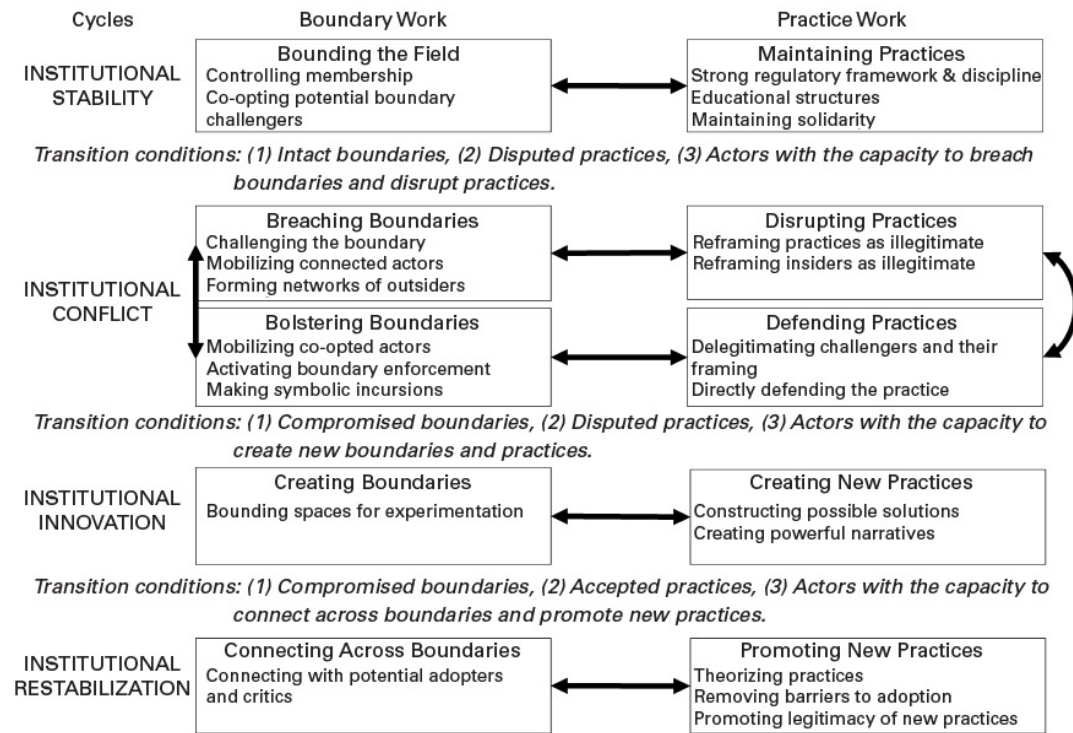 Cycles
Boundary Work
Practice Work
INSTITUTIONAL
STABILITY
Bounding the Field
Controlling membership
Co-opting potential boundary
challengers
Maintaining Practices
Strong regulatory framework & discipline
Educational structures
Maintaining solidarity
Transition conditions: (1) Intact boundaries, (2) Disputed practices, (3) Actors with the capacity to breach
boundaries and disrupt practices.
INSTITUTIONAL
CONFLICT
Breaching Boundaries
Challenging the boundary
Mobilizing connected actors
Forming networks of outsiders
Disrupting Practices
Reframing practices as illegitimate
Reframing insiders as illegitimate
Bolstering Boundaries
Mobilizing co-opted actors
Activating boundary enforcement
Making symbolic incursions
Defending Practices
Delegitimating challengers and their
framing
Directly defending the practice
Transition conditions: (1) Compromised boundaries, (2) Disputed practices, (3) Actors with the capacity to
create new boundaries and practices.
INSTITUTIONAL
INNOVATION
Creating Boundaries
Bounding spaces for experimentation
Creating New Practices
Constructing possible solutions
Creating powerful narratives
Transition conditions: (1) Compromised boundaries, (2) Accepted practices, (3) Actors with the capacity to
connect across boundaries and promote new practices.
INSTITUTIONAL
RESTABILIZATION
Connecting Across Boundaries
Connecting with potential adopters
and critics
Promoting New Practices
Theorizing practices
Removing barriers to adoption
Promoting legitimacy of new practices